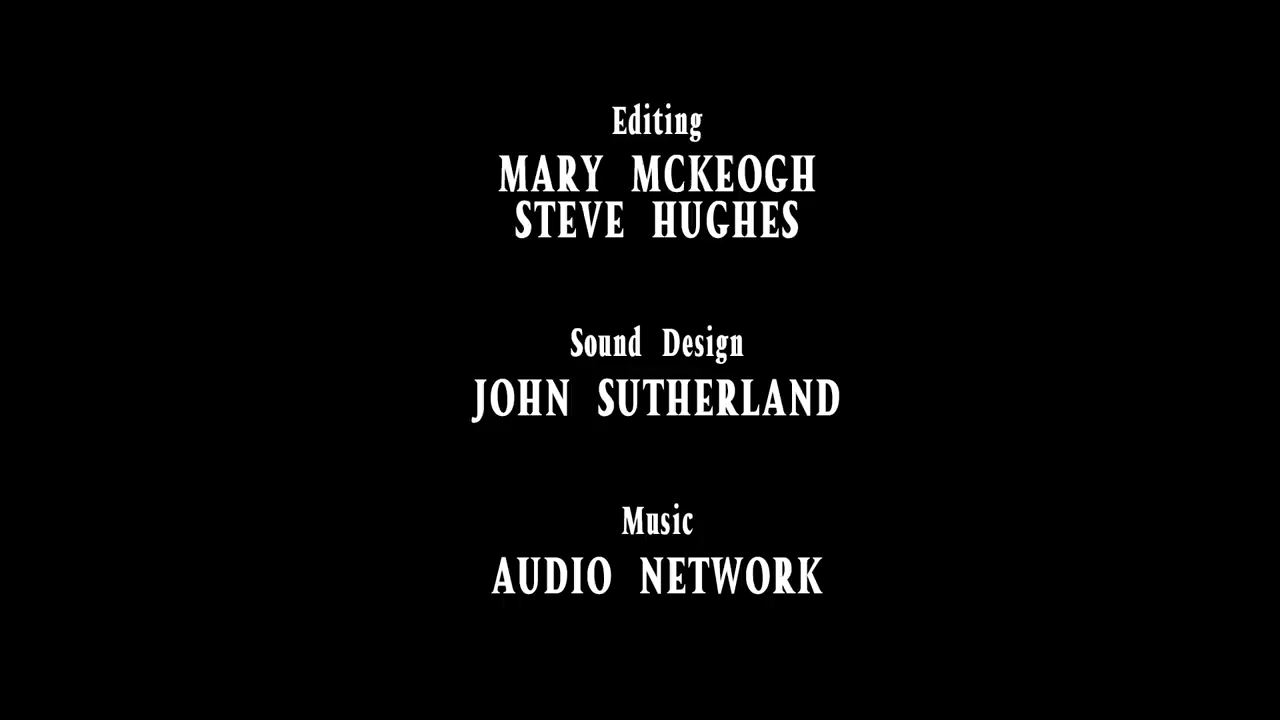 Editing
MARY MCKEOGH
STEVE HUGHES
Sound Design
JOHN SUTHERLAND
Music
AUDIO NETWORK